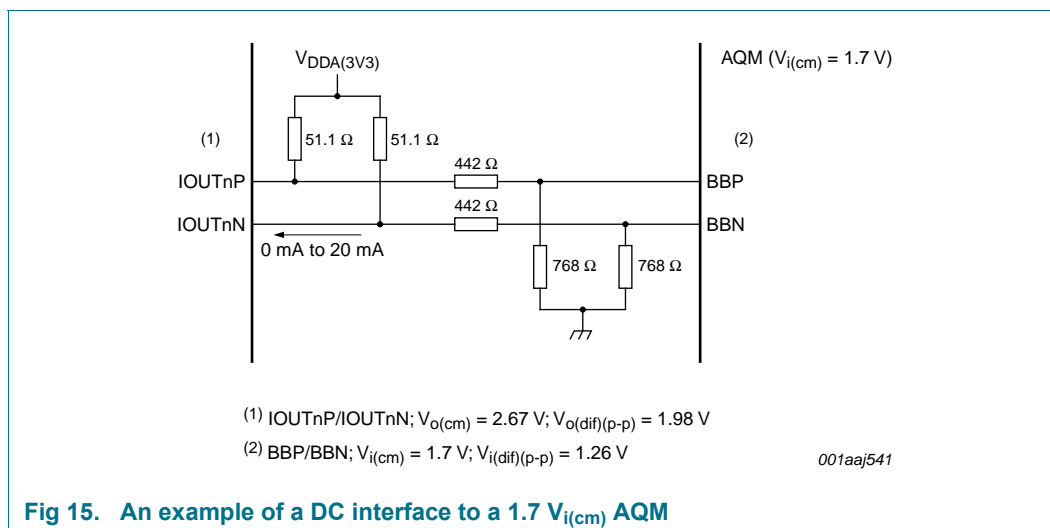 VDDA(3V3)
AQM (Vi(cm) = 1.7 V)
(1)
51.1 Ω
51.1 Ω
(2)
442 Ω
IOUTnP
BBP
442 Ω
IOUTnN
BBN
0 mA to 20 mA
768 Ω
768 Ω
(1) IOUTnP/IOUTnN; Vo(cm) = 2.67 V; Vo(dif)(p-p) = 1.98 V
(2) BBP/BBN; Vi(cm) = 1.7 V; Vi(dif)(p-p) = 1.26 V
001aaj541
Fig 15. An example of a DC interface to a 1.7 Vi(cm) AQM